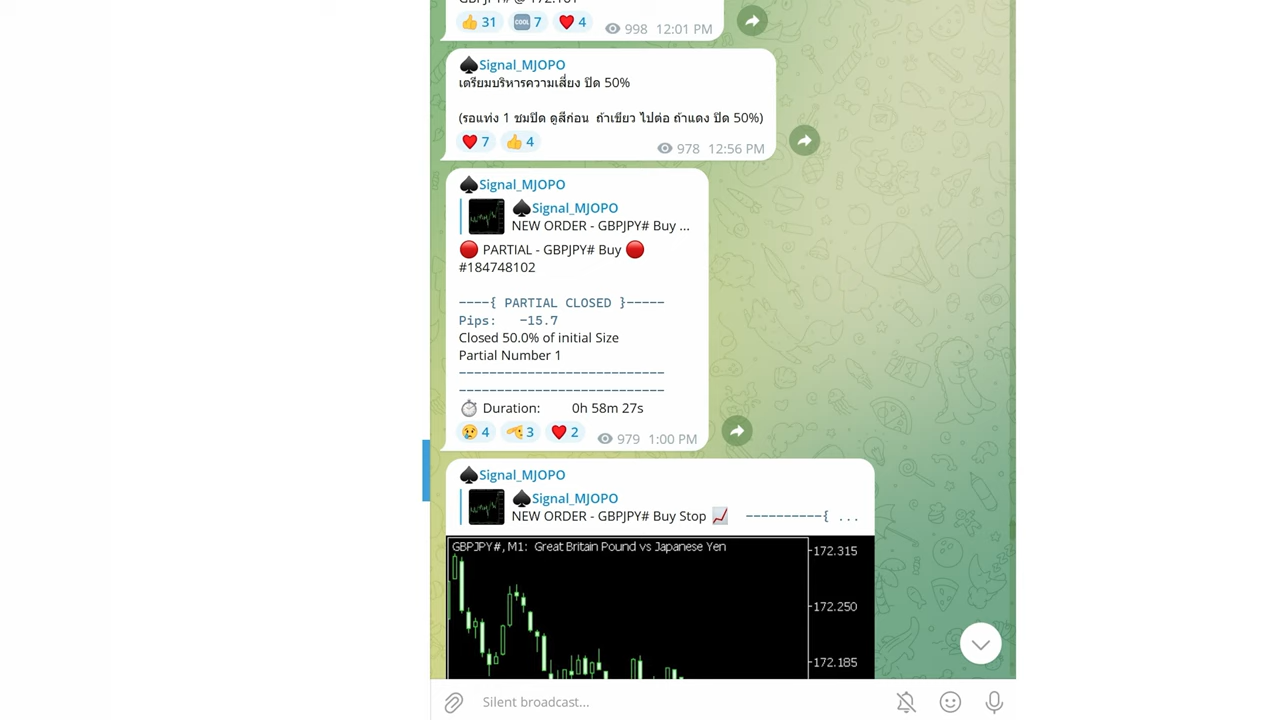 GBPJPY# @ 172.161
31 COOL 7 4 998 12:01 PM
Signal_MJOPO
เตรียมบริหารความเสี่ยง ปิด 50%
(รอแท่ง 1 ชมปิด ดูสีก่อน ถ้าเขียว ไปต่อ ถ้าแดง ปิด 50%)
7 4 978 12:56 PM
Signal_MJOPO
Signal_MJOPO
NEW ORDER - GBPJPY# Buy ...
PARTIAL - GBPJPY# Buy
#184748102
----{ PARTIAL CLOSED }-----
Pips: -15.7
Closed 50.0% of initial Size
Partial Number 1
---------------------------
---------------------------
Duration: 0h 58m 27s
4 3 2 979 1:00 PM
Signal_MJOPO
Signal_MJOPO
NEW ORDER - GBPJPY# Buy Stop ----------{ ...
GBPJPY#, M1: Great Britain Pound vs Japanese Yen
172.315
172.250
172.185
Silent broadcast...